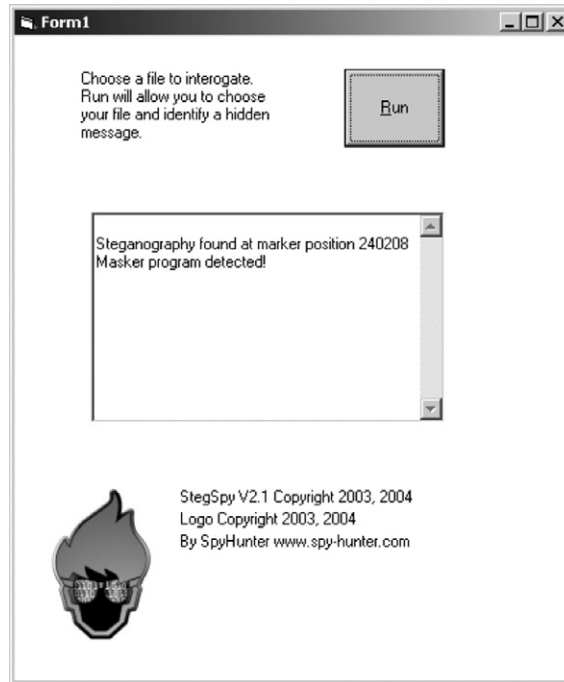 Form1
Choose a file to interogate.
Run will allow you to choose
your file and identify a hidden
message.
Run
Steganography found at marker position 240208
Masker program detected!
StegSpy V2.1 Copyright 2003, 2004
Logo Copyright 2003, 2004
By SpyHunter www.spy-hunter.com